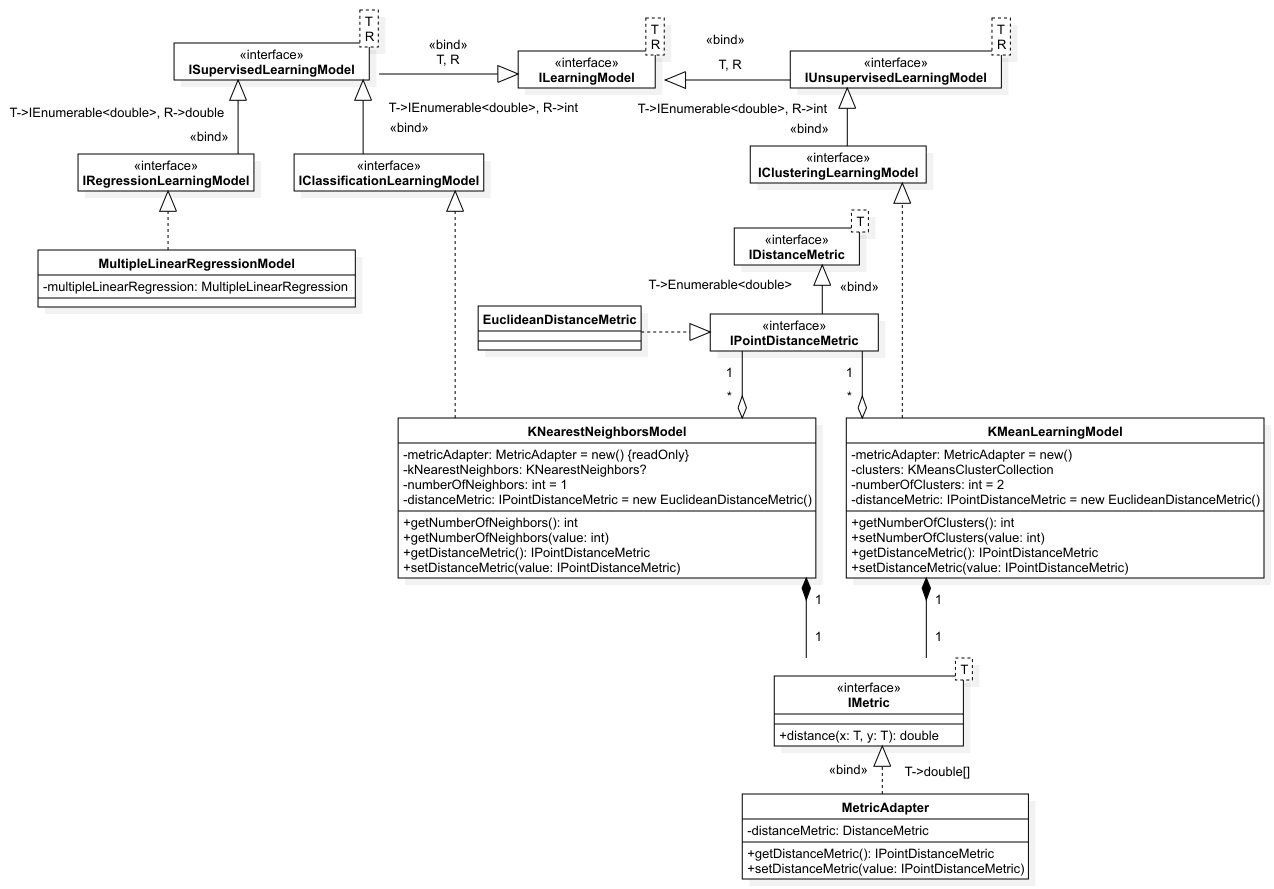 T
R
«interface»
ISupervisedLearningModel
«bind»
T, R
T
R
«interface»
ILearningModel
«bind»
T, R
T
R
«interface»
IUnsupervisedLearningModel
T->IEnumerable<double>, R->double
«bind»
T->IEnumerable<double>, R->int
«bind»
T->IEnumerable<double>, R->int
«bind»
«interface»
IRegressionLearningModel
«interface»
IClassificationLearningModel
«interface»
IClusteringLearningModel
MultipleLinearRegressionModel
-multipleLinearRegression: MultipleLinearRegression
T
«interface»
IDistanceMetric
T->Enumerable<double>
«bind»
EuclideanDistanceMetric
«interface»
IPointDistanceMetric
1
*
1
*
KNearestNeighborsModel
-metricAdapter: MetricAdapter = new() {readOnly}
-kNearestNeighbors: KNearestNeighbors?
-numberOfNeighbors: int = 1
-distanceMetric: IPointDistanceMetric = new EuclideanDistanceMetric()
+getNumberOfNeighbors(): int
+getNumberOfNeighbors(value: int)
+getDistanceMetric(): IPointDistanceMetric
+setDistanceMetric(value: IPointDistanceMetric)
KMeanLearningModel
-metricAdapter: MetricAdapter = new()
-clusters: KMeansClusterCollection
-numberOfClusters: int = 2
-distanceMetric: IPointDistanceMetric = new EuclideanDistanceMetric()
+getNumberOfClusters(): int
+setNumberOfClusters(value: int)
+getDistanceMetric(): IPointDistanceMetric
+setDistanceMetric(value: IPointDistanceMetric)
1
1
1
1
T
«interface»
IMetric
+distance(x: T, y: T): double
«bind»
T->double[]
MetricAdapter
-distanceMetric: DistanceMetric
+getDistanceMetric(): IPointDistanceMetric
+setDistanceMetric(value: IPointDistanceMetric)